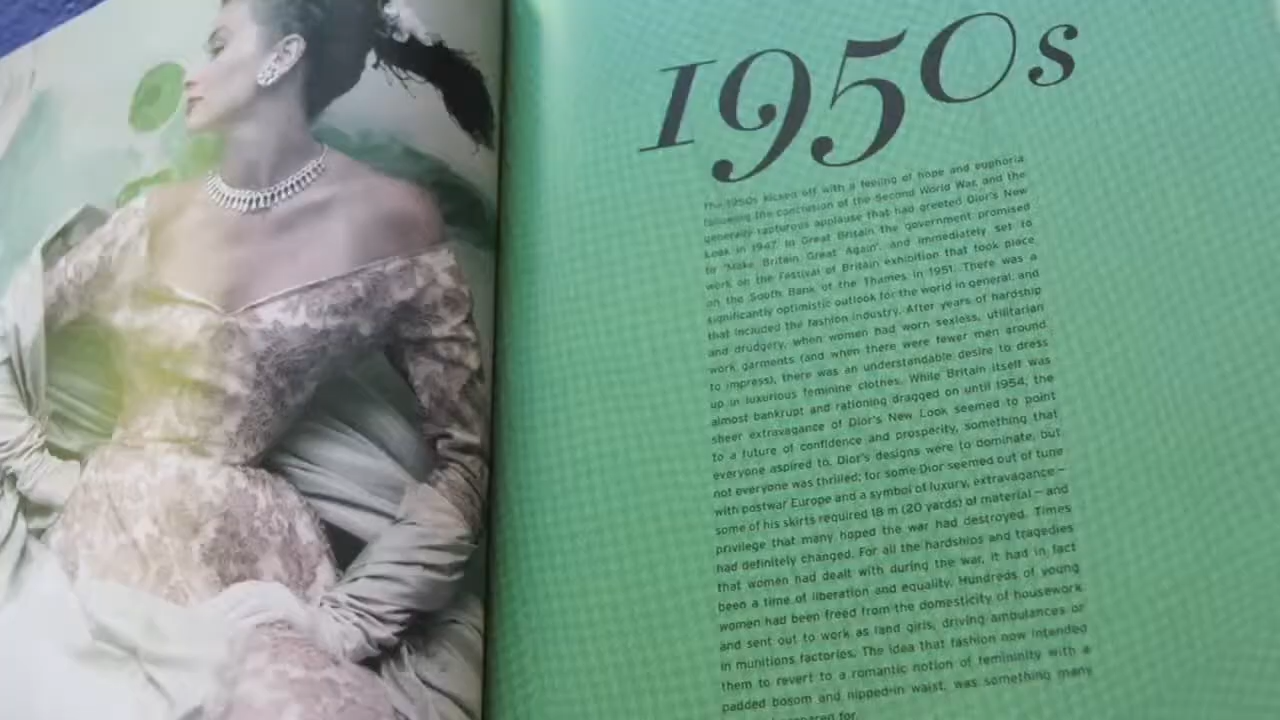 1950s
The 1950s kicked off with a feeling of hope and euphoria
following the conclusion of the Second World War, and the
generally rapturous applause that had greeted Dior's New
Look in 1947. In Great Britain the government promised
to 'Make Britain Great Again', and immediately set to
work on the Festival of Britain exhibition that took place
on the South Bank of the Thames in 1951. There was a
significantly optimistic outlook for the world in general, and
that included the fashion industry. After years of hardship
and drudgery, when women had worn sexless, utilitarian
work garments (and when there were fewer men around
to impress), there was an understandable desire to dress
up in luxurious feminine clothes. While Britain itself was
almost bankrupt and rationing dragged on until 1954, the
sheer extravagance of Dior's New Look seemed to point
to a future of confidence and prosperity, something that
everyone aspired to. Dior's designs were to dominate, but
not everyone was thrilled; for some Dior seemed out of tune
with postwar Europe and a symbol of luxury, extravagance –
some of his skirts required 18 m (20 yards) of material – and
privilege that many hoped the war had destroyed. Times
had definitely changed. For all the hardships and tragedies
that women had dealt with during the war, it had in fact
been a time of liberation and equality. Hundreds of young
women had been freed from the domesticity of housework
and sent out to work as land girls, driving ambulances or
in munitions factories. The idea that fashion now intended
them to revert to a romantic notion of femininity with a
padded bosom and nipped-in waist, was something many
for.